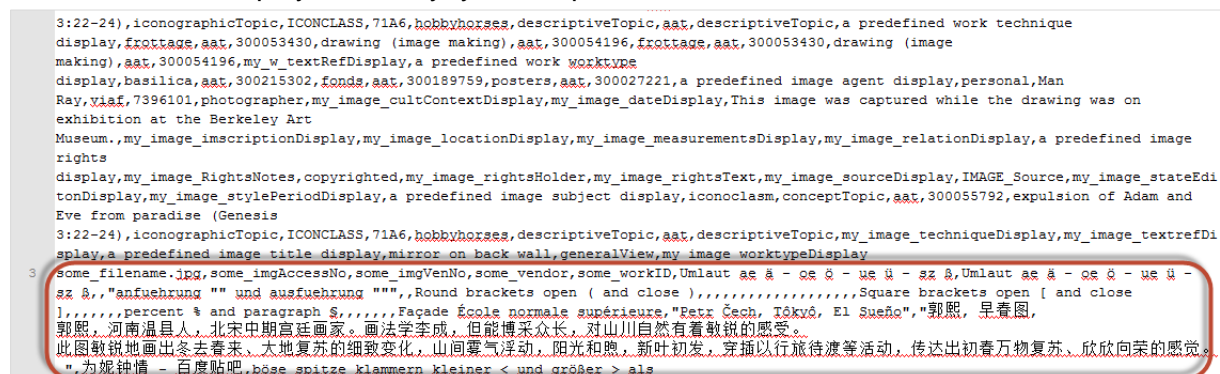 3:22-24),iconographicTopic,ICONCLASS,71A6,hobbyhorses,descriptiveTopic,aat,descriptiveTopic,a predefined work technique
display,frottage,aat,300053430,drawing (image making),aat,300054196,frottage,aat,300053430,drawing (image
making),aat,300054196,my_w_textRefDisplay,a predefined work worktype
display,basilica,aat,300215302,fonds,aat,300189759,posters,aat,300027221,a predefined image agent display,personal,Man
Ray,viaf,7396101,photographer,my_image_cultContextDisplay,my_image_dateDisplay,This image was captured while the drawing was on
exhibition at the Berkeley Art
Museum.,my_image_imscriptionDisplay,my_image_locationDisplay,my_image_measurementsDisplay,my_image_relationDisplay,a predefined image
rights
display,my_image_RightsNotes,copyrighted,my_image_rightsHolder,my_image_rightsText,my_image_sourceDisplay,IMAGE_Source,my_image_stateEdi
tonDisplay,my_image_stylePeriodDisplay,a predefined image subject display,iconoclasm,conceptTopic,aat,300055792,expulsion of Adam and
Eve from paradise (Genesis
3:22-24),iconographicTopic,ICONCLASS,71A6,hobbyhorses,descriptiveTopic,aat,descriptiveTopic,my_image_techniqueDisplay,my_image_textrefDi
splay,a predefined image title display,mirror on back wall,generalView,my image worktypeDisplay
3 some_filename.jpg,some_imgAccessNo,some_imgVenNo,some_vendor,some_workID,Umlaut ae ä - oe ö - ue ü - sz ß,Umlaut ae ä - oe ö - ue ü -
sz ß,,"anfuehrung "" und ausfuehrung """,,Round brackets open ( and close ),,,,,,,,,,,,,,,,,,Square brackets open [ and close
],,,,,,,percent % and paragraph §,,,,,,,Façade École normale supérieure,"Petr Čech, Tôkyô, El Sueño","郭熙, 早春图,
郭熙，河南温县人，北宋中期宫廷画家。画法学李成，但能博采众长，对山川自然有着敏锐的感受。
此图敏锐地画出冬去春来、大地复苏的细致变化，山间雾气浮动，阳光和煦，新叶初发，穿插以行旅待渡等活动，传达出初春万物复苏、欣欣向荣的感觉。
",为妮钟情 - 百度贴吧,böse spitze klammern kleiner < und größer > als